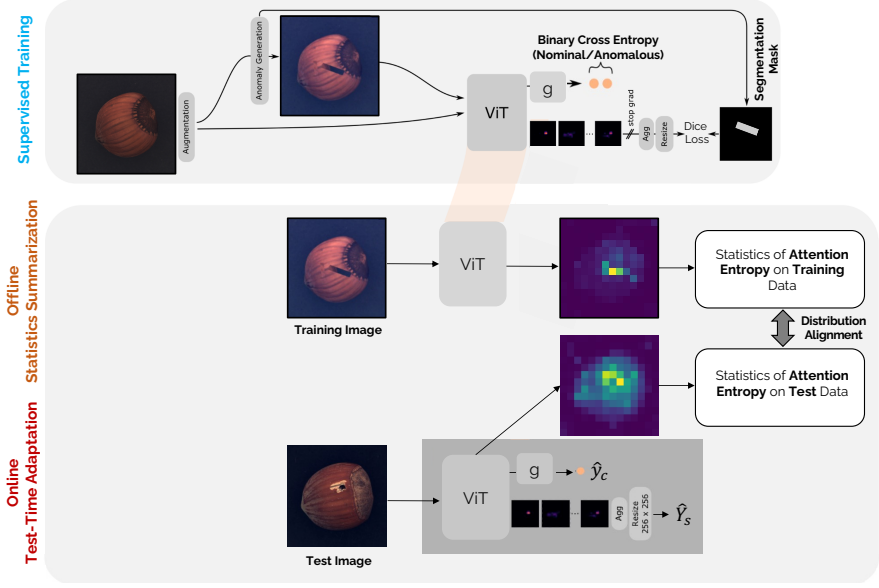 Supervised Training
Augmentation
Anomaly Generation
ViT
g
Binary Cross Entropy
(Nominal/Anomalous)
...
stop grad
Agg
Resize
Dice
Loss
Segmentation
Mask
Offline
Statistics Summarization
Training Image
ViT
Statistics of Attention
Entropy on Training
Data
Distribution
Alignment
Statistics of Attention
Entropy on Test Data
Online
Test-Time Adaptation
Test Image
ViT
g
ŷc
...
Agg
Resize
256 x 256
Ŷs